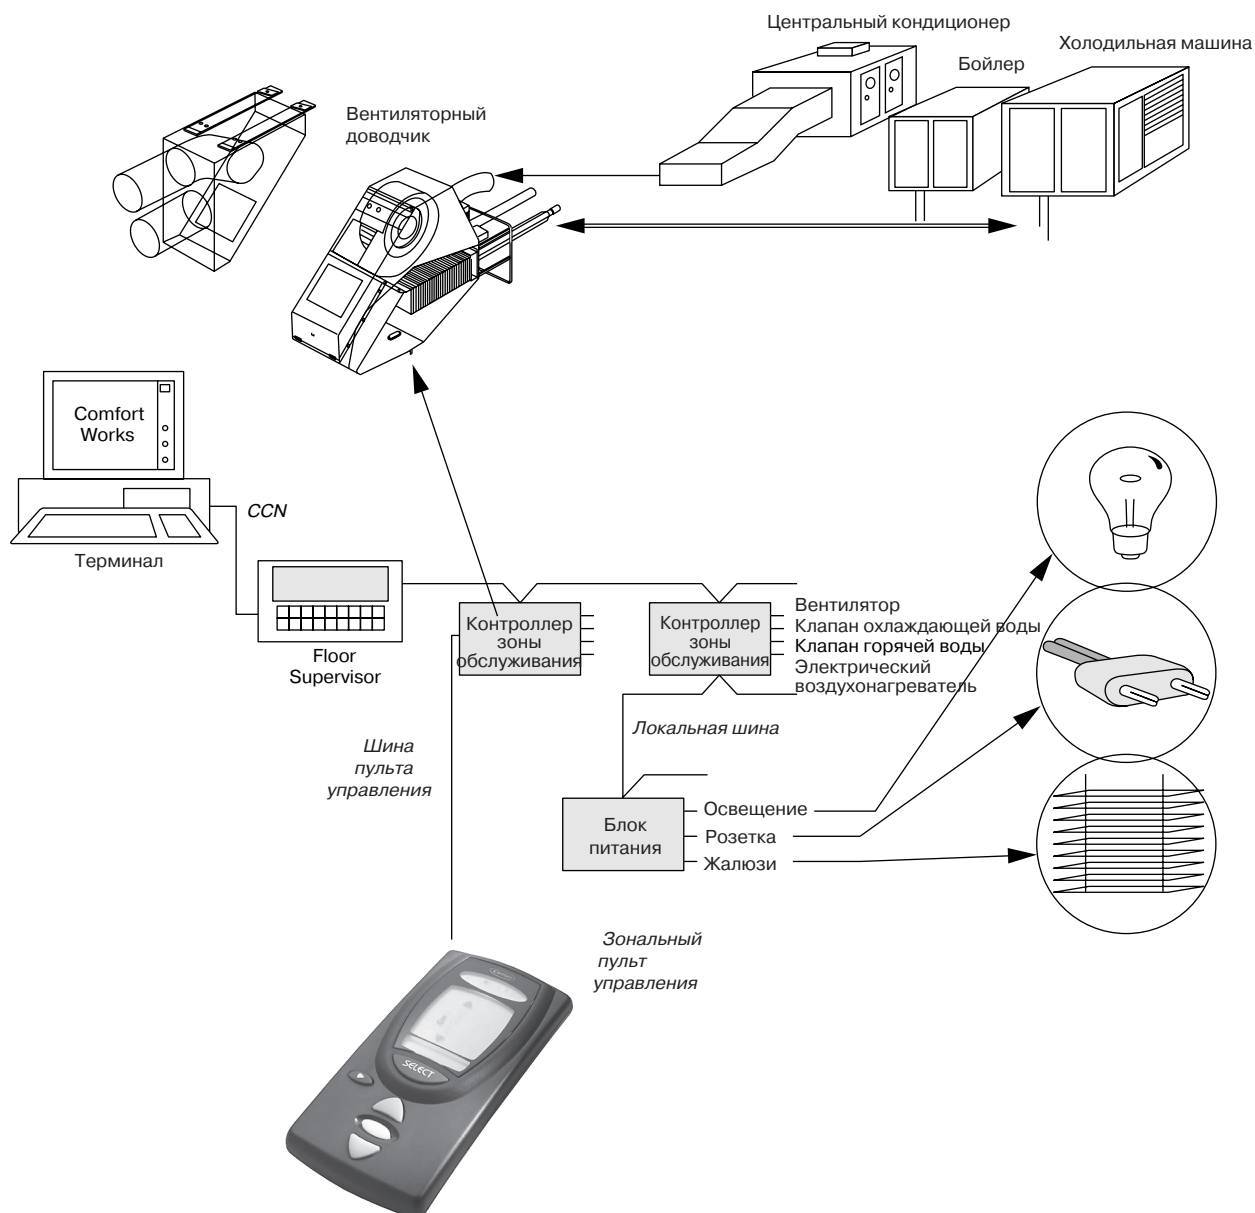 Центральный кондиционер
Холодильная машина
Бойлер
Вентиляторный
доводчик
Comfort
Works
CCN
Терминал
Floor
Supervisor
Контроллер
зоны
обслуживания
Контроллер
зоны
обслуживания
Вентилятор
Клапан охлаждающей воды
Клапан горячей воды
Электрический
воздухонагреватель
Шина
пульта
управления
Локальная шина
Блок
питания
Освещение
Розетка
Жалюзи
Зональный
пульт
управления
SELECT